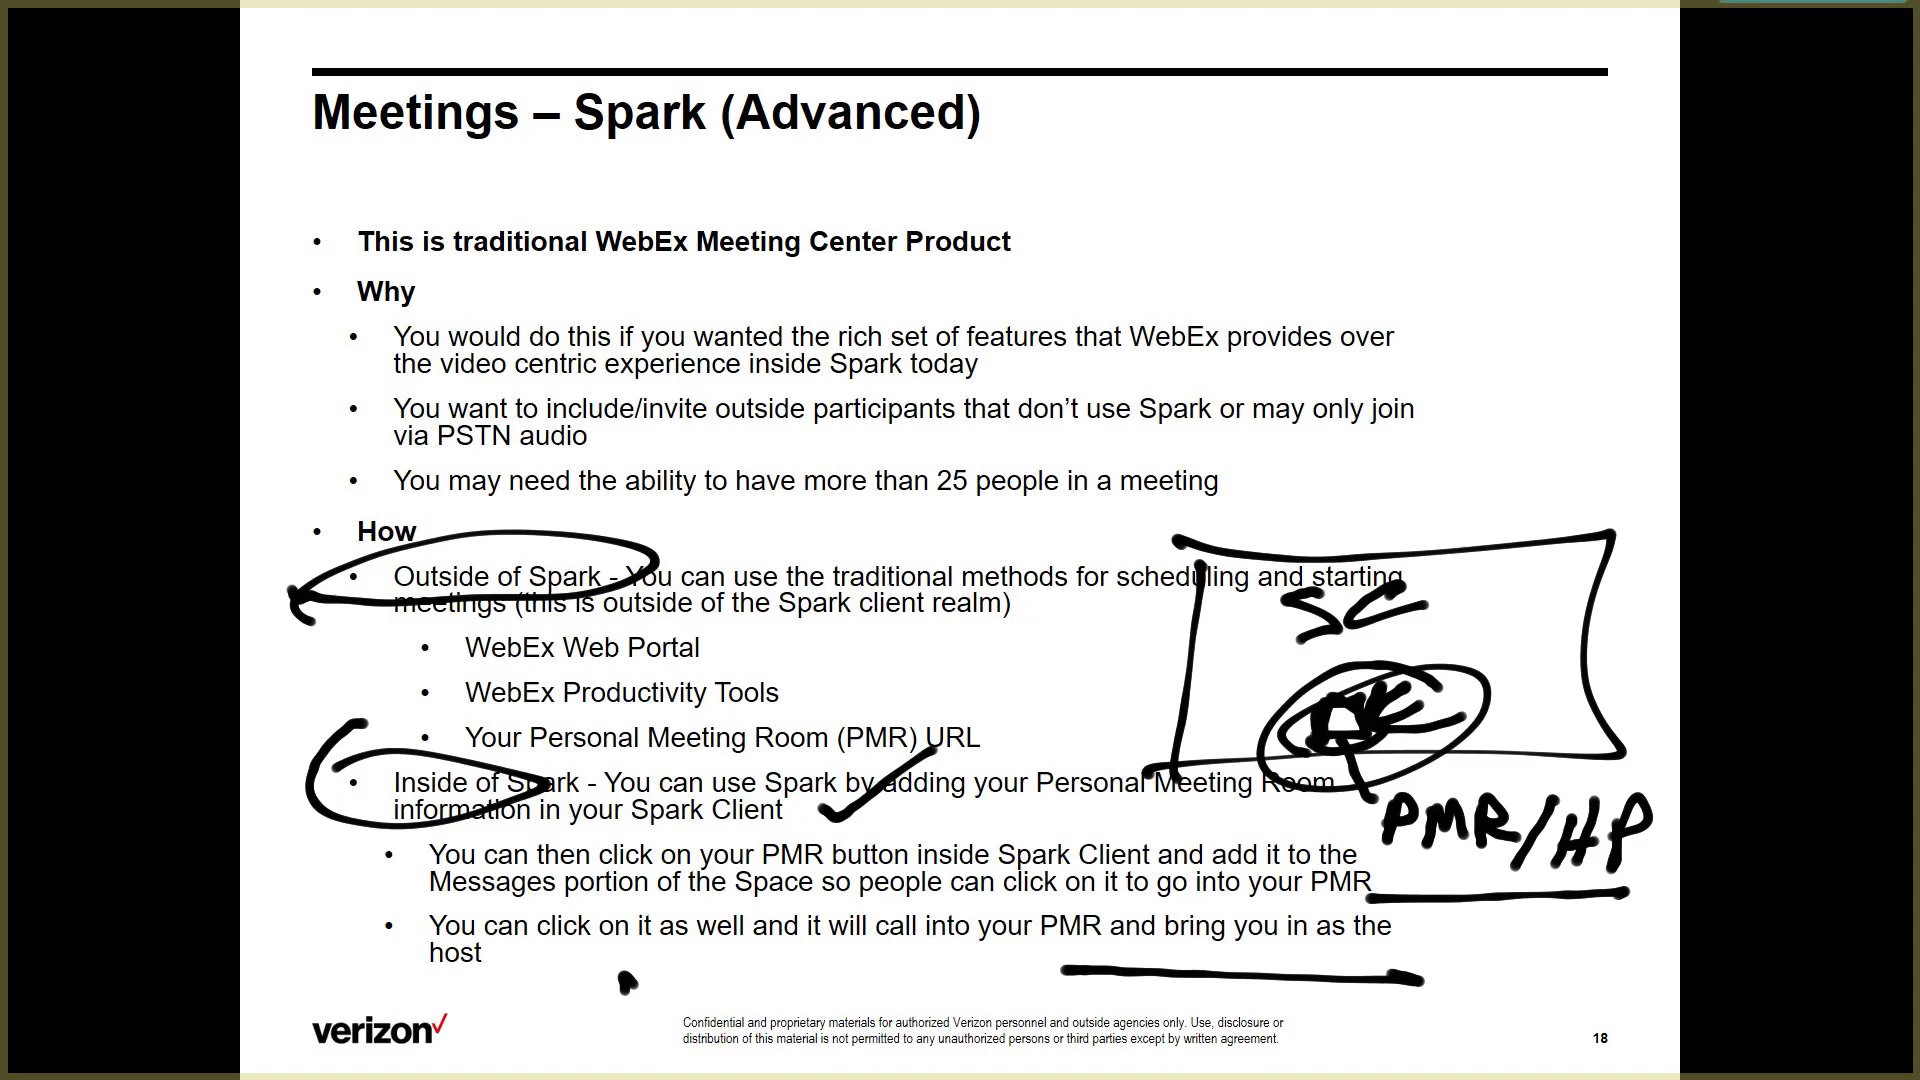 Meetings – Spark (Advanced)
• This is traditional WebEx Meeting Center Product
• Why
• You would do this if you wanted the rich set of features that WebEx provides over
the video centric experience inside Spark today
• You want to include/invite outside participants that don’t use Spark or may only join
via PSTN audio
• You may need the ability to have more than 25 people in a meeting
• How
• Outside of Spark - You can use the traditional methods for scheduling and starting
meetings (this is outside of the Spark client realm)
SC
• WebEx Web Portal
• WebEx Productivity Tools
• Your Personal Meeting Room (PMR) URL
• Inside of Spark - You can use Spark by adding your Personal Meeting Room
information in your Spark Client
PMR/HP
• You can then click on your PMR button inside Spark Client and add it to the
Messages portion of the Space so people can click on it to go into your PMR
• You can click on it as well and it will call into your PMR and bring you in as the
host
verizon
Confidential and proprietary materials for authorized Verizon personnel and outside agencies only. Use, disclosure or
distribution of this material is not permitted to any unauthorized persons or third parties except by written agreement.
18